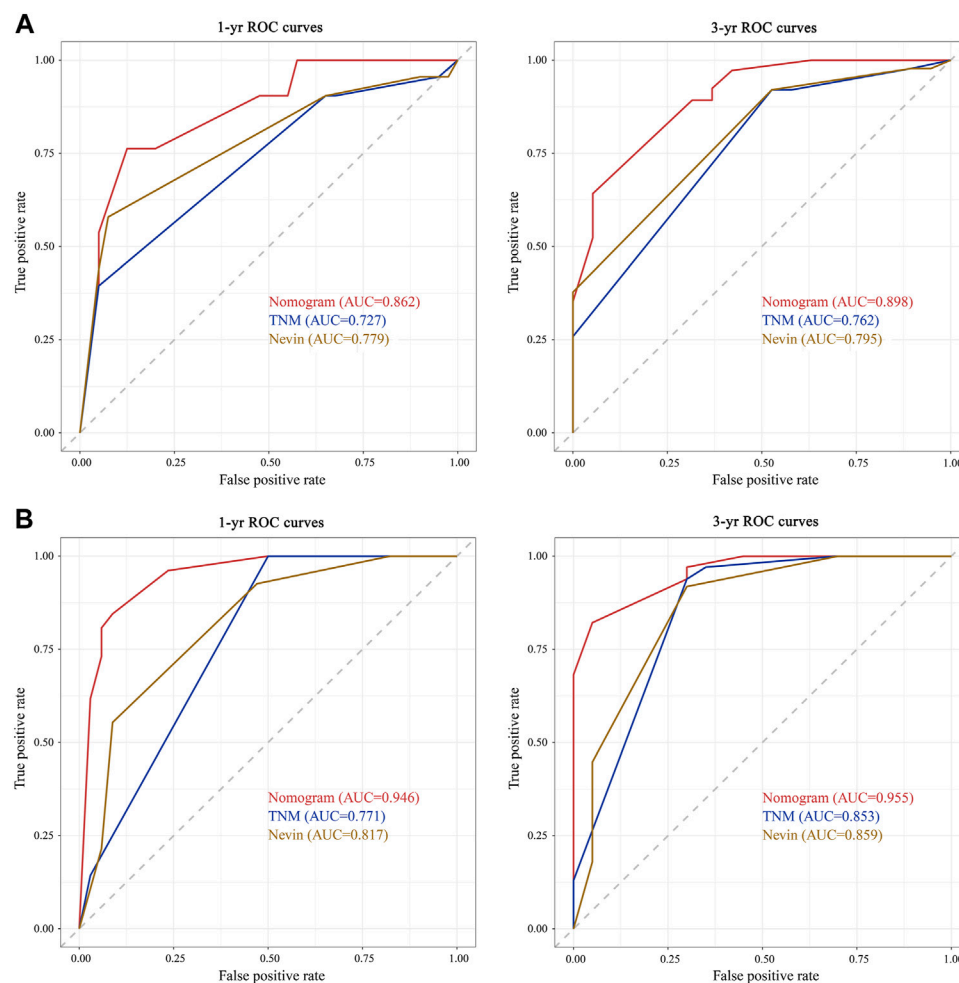 A
1-yr ROC curves
True positive rate
1.00
0.75
0.50
0.25
0.00
Nomogram (AUC=0.862)
TNM (AUC=0.727)
Nevin (AUC=0.779)
0.00 0.25 0.50 0.75 1.00
False positive rate
3-yr ROC curves
True positive rate
1.00
0.75
0.50
0.25
0.00
Nomogram (AUC=0.898)
TNM (AUC=0.762)
Nevin (AUC=0.795)
0.00 0.25 0.50 0.75 1.00
False positive rate
B
1-yr ROC curves
True positive rate
1.00
0.75
0.50
0.25
0.00
Nomogram (AUC=0.946)
TNM (AUC=0.771)
Nevin (AUC=0.817)
0.00 0.25 0.50 0.75 1.00
False positive rate
3-yr ROC curves
True positive rate
1.00
0.75
0.50
0.25
0.00
Nomogram (AUC=0.955)
TNM (AUC=0.853)
Nevin (AUC=0.859)
0.00 0.25 0.50 0.75 1.00
False positive rate